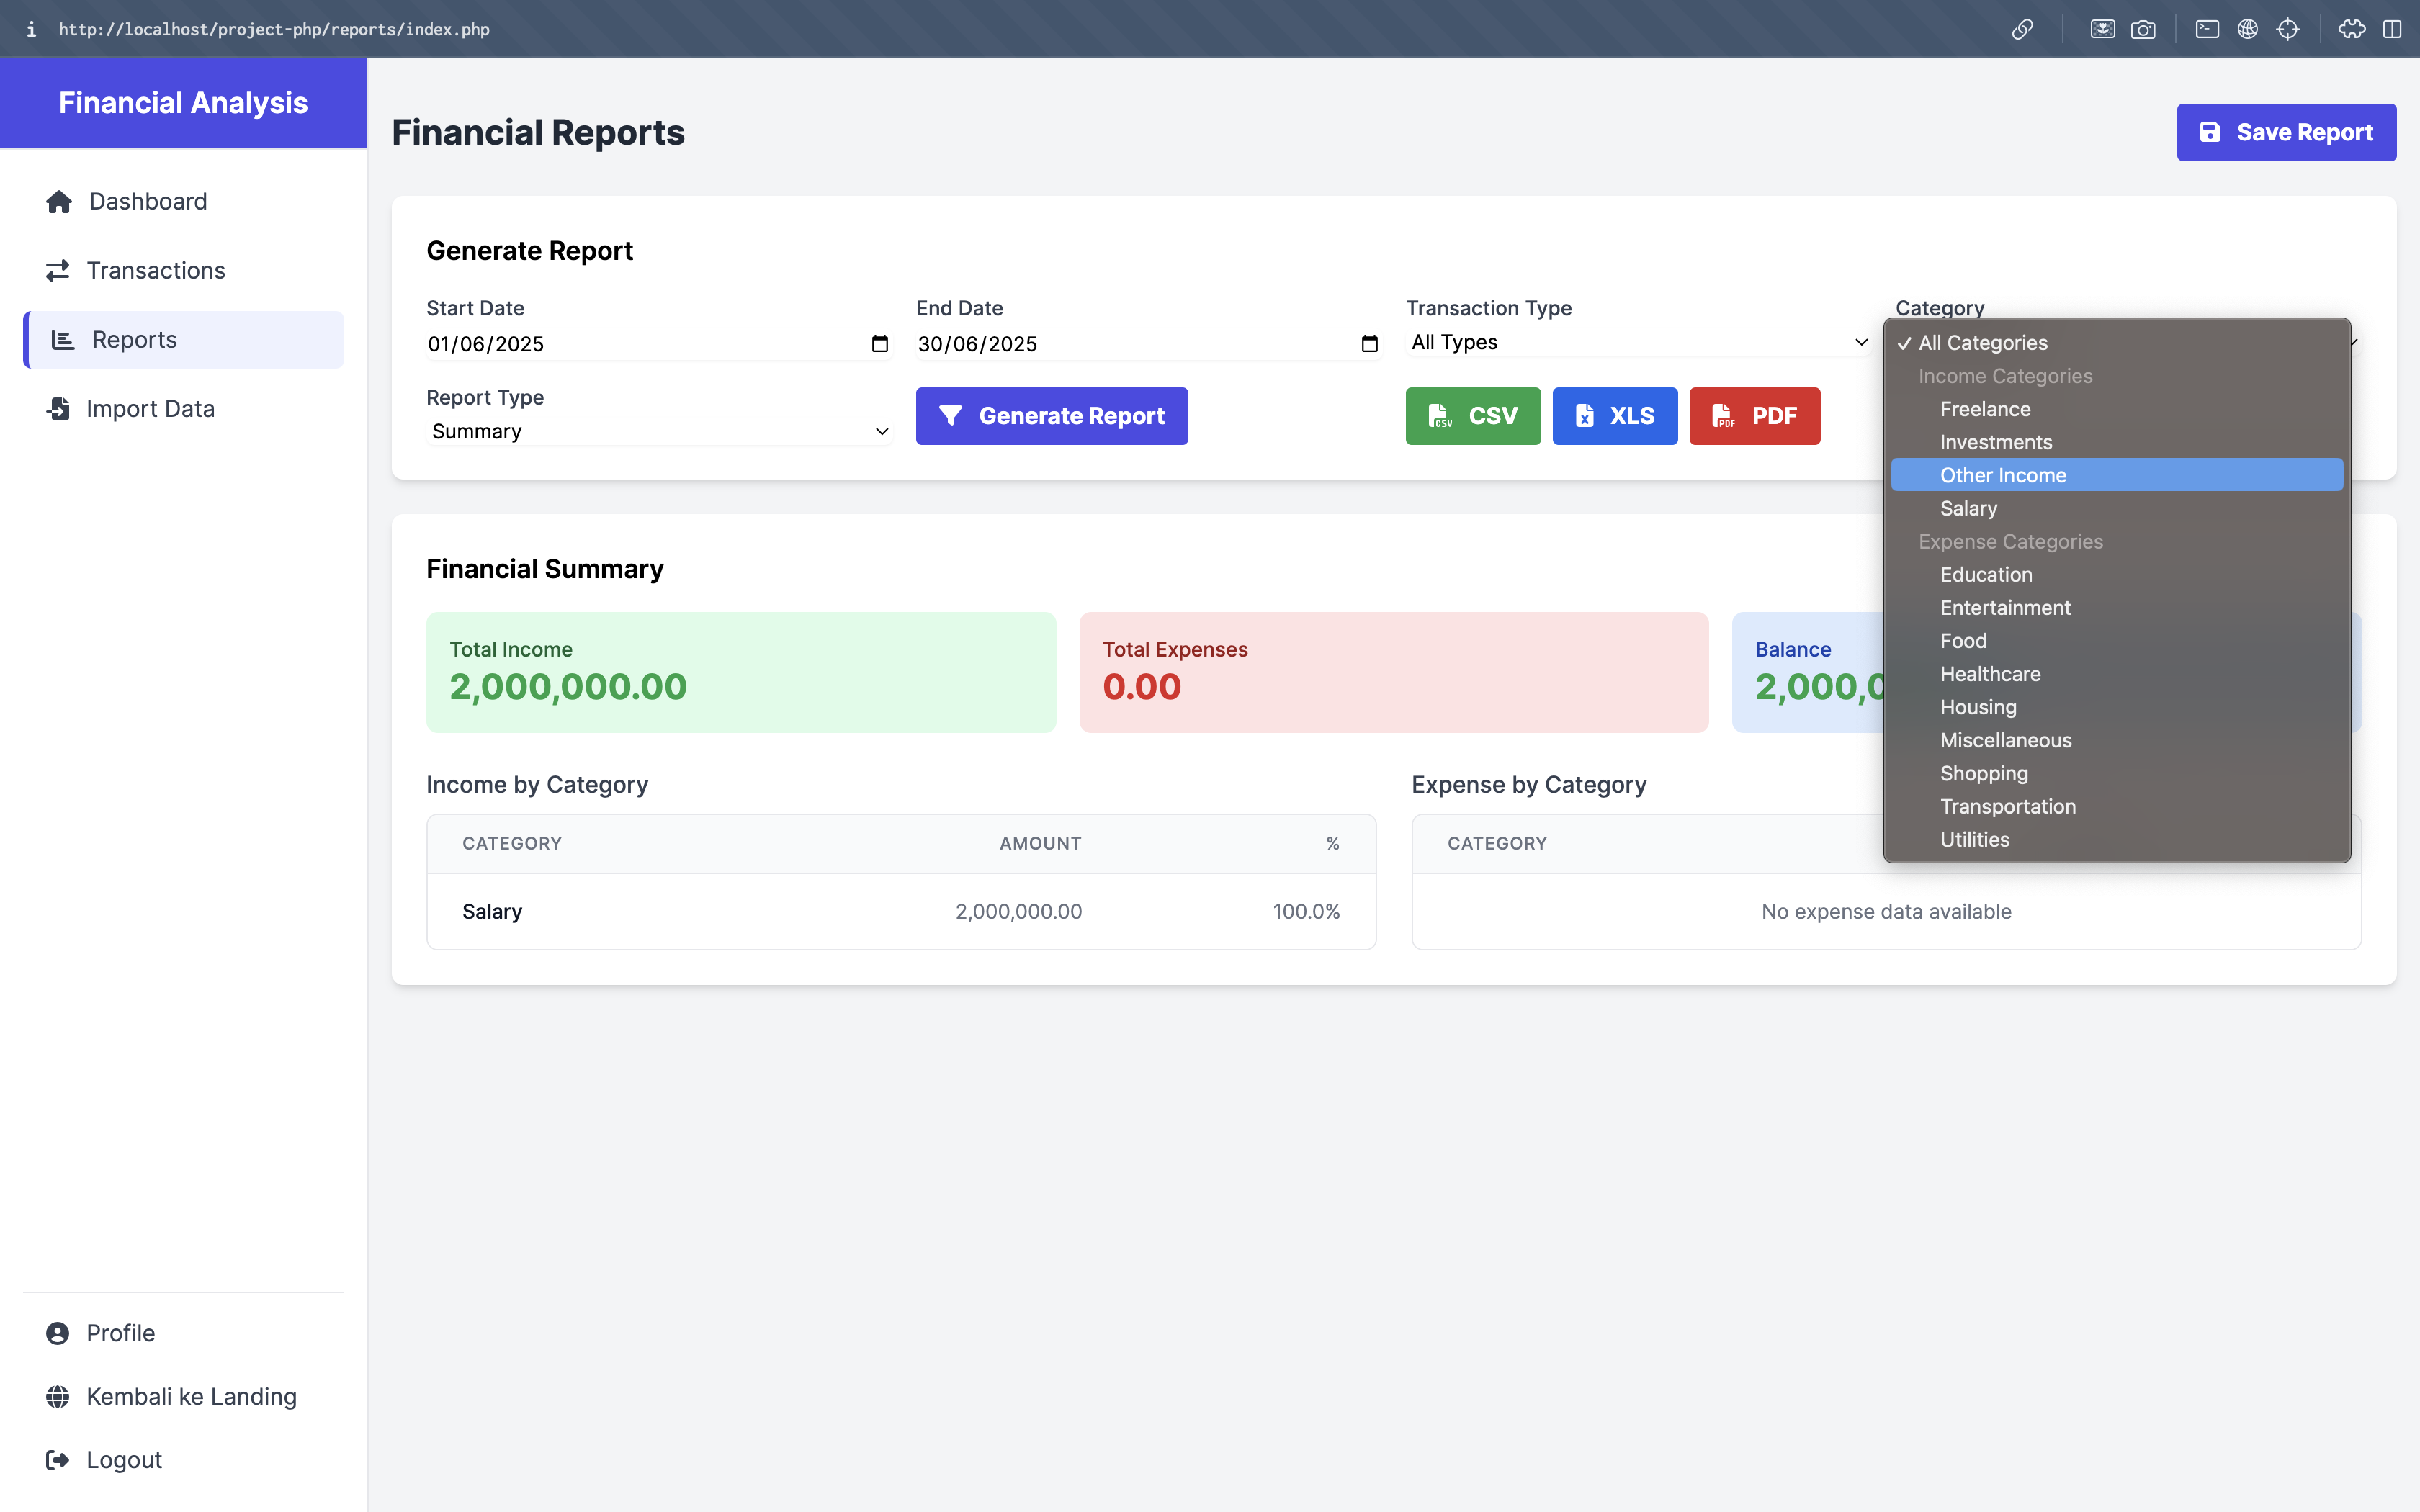 i http://localhost/project-php/reports/index.php
Financial Analysis
Dashboard
Transactions
Reports
Import Data
Profile
Kembali ke Landing
Logout
Financial Reports
Save Report
Generate Report
Start Date
01/06/2025
End Date
30/06/2025
Transaction Type
All Types
Category
✓ All Categories
Income Categories
Freelance
Investments
Other Income
Salary
Expense Categories
Education
Entertainment
Food
Healthcare
Housing
Miscellaneous
Shopping
Transportation
Utilities
Report Type
Summary
Generate Report
CSV CSV
X XLS
PDF PDF
Financial Summary
Total Income
2,000,000.00
Total Expenses
0.00
Balance
2,000,0
Income by Category
CATEGORY AMOUNT %
Salary 2,000,000.00 100.0%
Expense by Category
CATEGORY
No expense data available